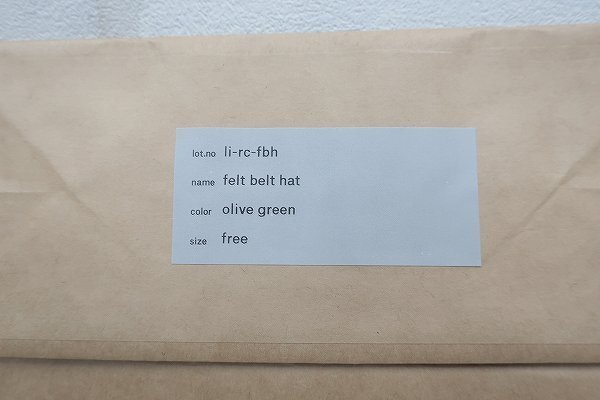 lot.no li-rc-fbh
name felt belt hat
color olive green
size free